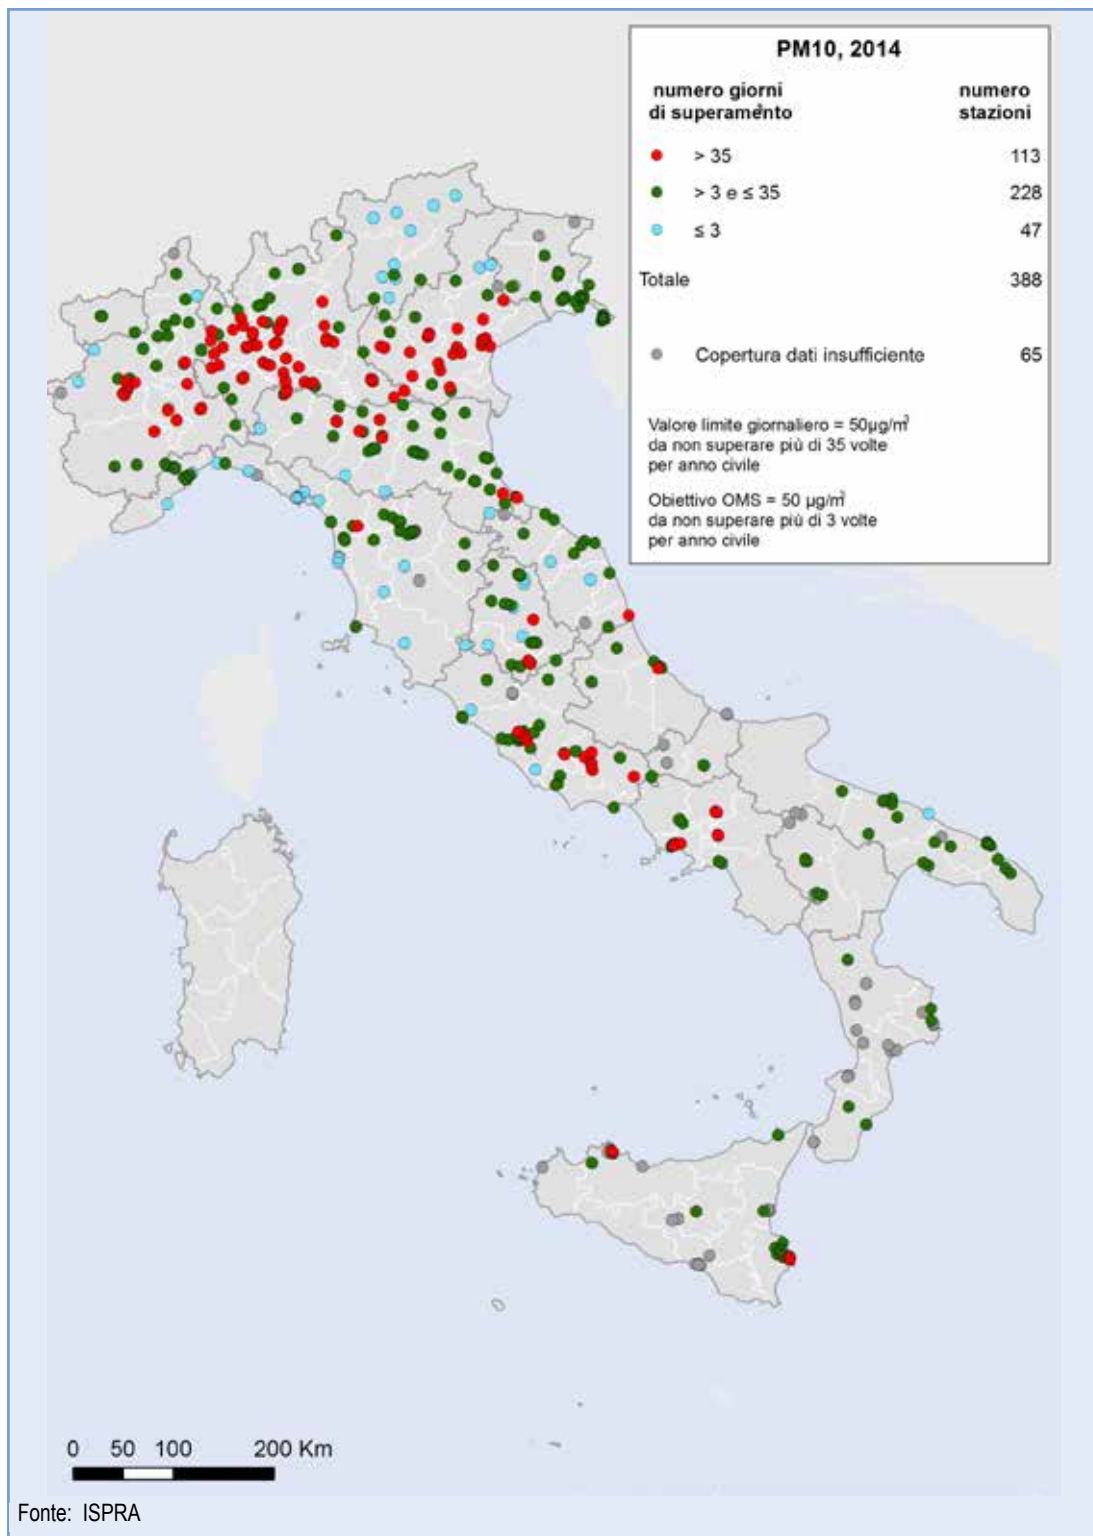 PM10, 2014
numero giorni numero
di superamento³ stazioni
> 35 113
> 3 e ≤ 35 228
≤ 3 47
Totale 388
Copertura dati insufficiente 65
Valore limite giornaliero = 50µg/m³
da non superare più di 35 volte
per anno civile
Obiettivo OMS = 50 µg/m³
da non superare più di 3 volte
per anno civile
0 50 100 200 Km
Fonte: ISPRA